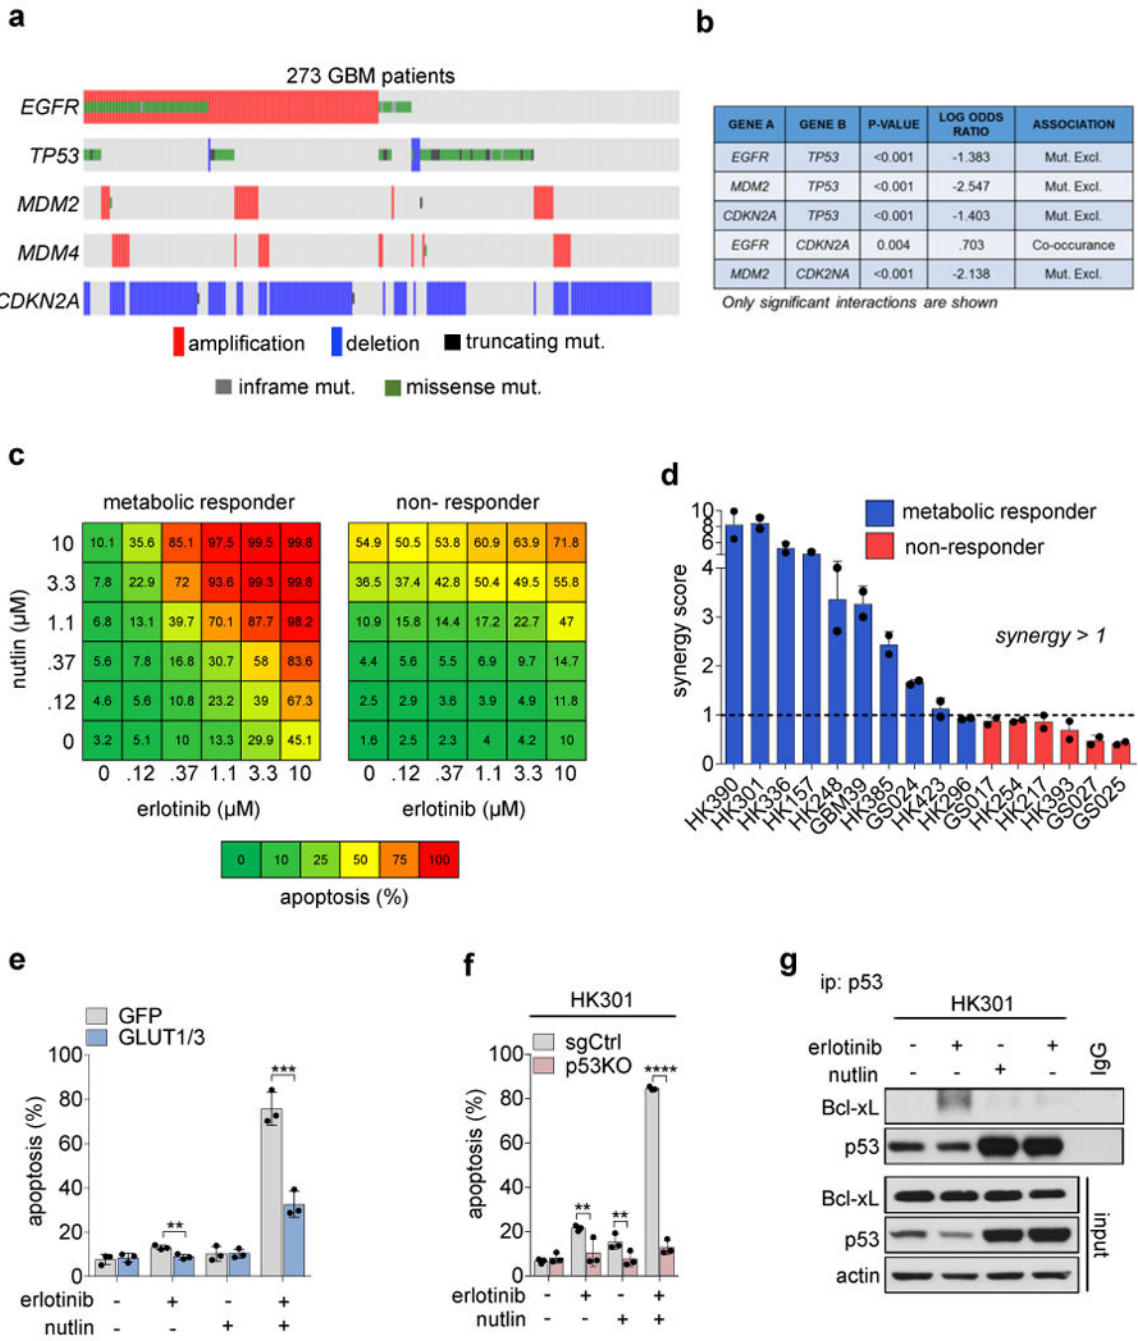 a
273 GBM patients
EGFR
TP53
MDM2
MDM4
CDKN2A
amplification deletion truncating mut.
inframe mut. missense mut.
b
GENE A GENE B P-VALUE LOG ODDS RATIO ASSOCIATION
EGFR TP53 <0.001 -1.383 Mut. Excl.
MDM2 TP53 <0.001 -2.547 Mut. Excl.
CDKN2A TP53 <0.001 -1.403 Mut. Excl.
EGFR CDKN2A 0.004 .703 Co-occurance
MDM2 CDK2NA <0.001 -2.138 Mut. Excl.
Only significant interactions are shown
c
metabolic responder non- responder
nutlin (µM)
10 10.1 35.6 85.1 97.5 99.5 99.8 54.9 50.5 53.8 60.9 63.9 71.8
3.3 7.8 22.9 72 93.6 99.3 99.8 36.5 37.4 42.8 50.4 49.5 55.8
1.1 6.8 13.1 39.7 70.1 87.7 98.2 10.9 15.8 14.4 17.2 22.7 47
.37 5.6 7.8 16.8 30.7 58 83.6 4.4 5.6 5.5 6.9 9.7 14.7
.12 4.6 5.6 10.8 23.2 39 67.3 2.5 2.9 3.6 3.9 4.9 11.8
0 3.2 5.1 10 13.3 29.9 45.1 1.6 2.5 2.3 4 4.2 10
0 .12 .37 1.1 3.3 10 0 .12 .37 1.1 3.3 10
erlotinib (µM) erlotinib (µM)
0 10 25 50 75 100
apoptosis (%)
d
metabolic responder
non-responder
synergy score
10
8
6
4
3
2
1
0
synergy > 1
HK390 HK301 HK336 HK157 HK248 GBM39 HK385 GS024 HK423 HK296 GS017 HK254 HK217 HK393 GS027 GS025
e
GFP
GLUT1/3
apoptosis (%)
100
80
60
40
20
0
** ***
erlotinib - + - +
nutlin - - + +
f
HK301
sgCtrl
p53KO
apoptosis (%)
100
80
60
40
20
0
** ** ****
erlotinib - + - +
nutlin - - + +
g
ip: p53
HK301
erlotinib - + - + IgG
nutlin - - + -
Bcl-xL
p53
Bcl-xL
p53
actin
input